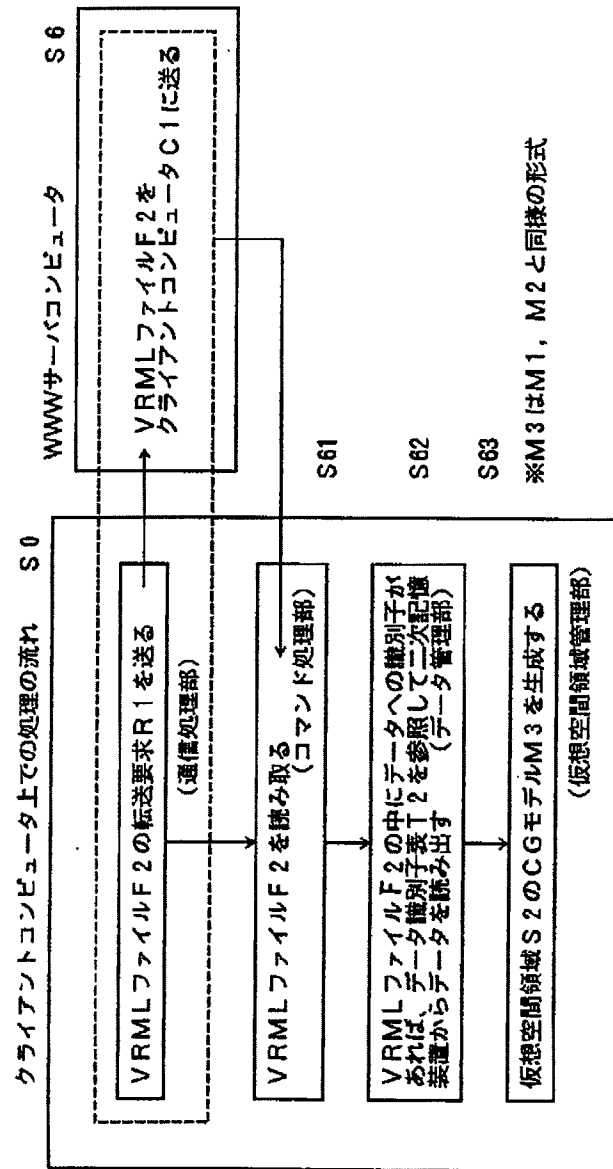 クライアントコンピュータ上での処理の流れ S0
VRMLファイルF2の転送要求R1を送る
(通信処理部)
WWWサーバコンピュータ S6
VRMLファイルF2を
クライアントコンピュータC1に送る
VRMLファイルF2を読み取る
(コマンド処理部)
S61
VRMLファイルF2の中にデータへの識別子が
あれば、データ識別子表T2を参照して二次記憶
装置からデータを読み出す (データ管理部)
S62
仮想空間領域S2のCGモデルM3を生成する
(仮想空間領域管理部)
S63
※M3はM1, M2と同様の形式